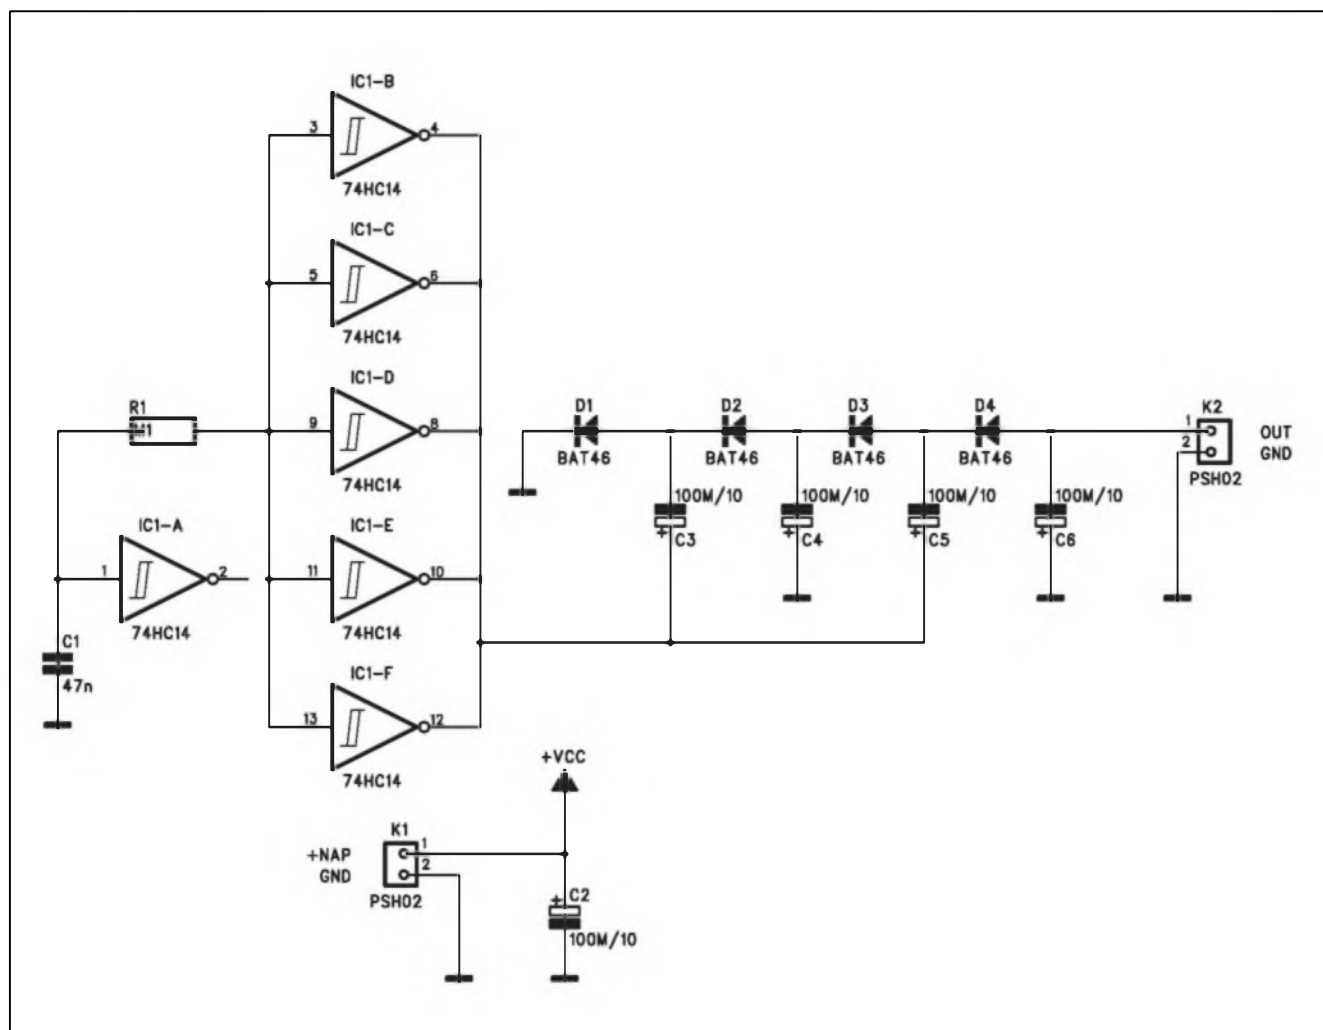 IC1-B
3
4
74HC14
IC1-C
5
6
74HC14
IC1-D
R1
M1
9
8
74HC14
D1
D2
D3
D4
K2
1
2
OUT
GND
BAT46
BAT46
BAT46
BAT46
PSH02
100M/10
100M/10
100M/10
100M/10
+
C3
+
C4
+
C5
+
C6
IC1-A
1
2
74HC14
IC1-E
11
10
74HC14
C1
47n
IC1-F
13
12
74HC14
+VCC
K1
+NAP
GND
1
2
PSH02
+
C2
100M/10